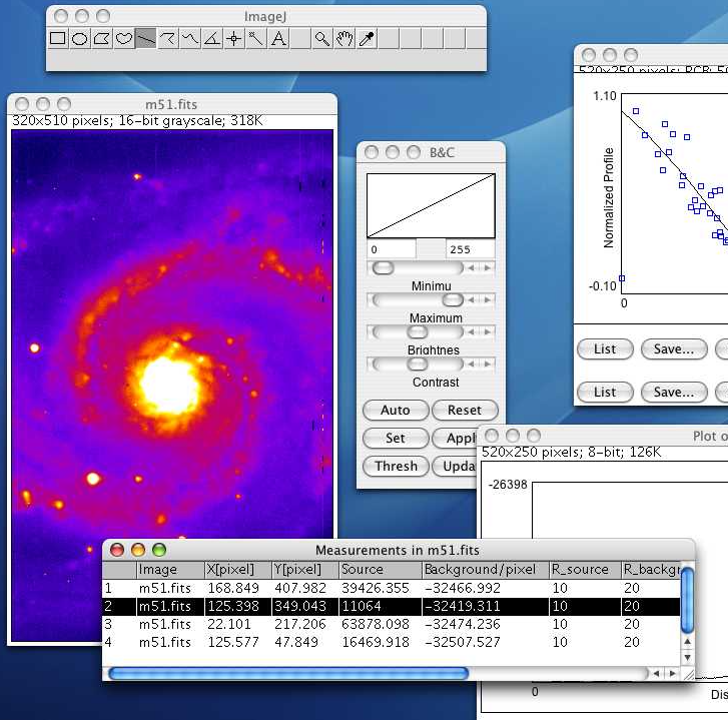 ImageJ
A
m51.fits
320x510 pixels; 16-bit grayscale; 318K
B&C
0 255
Minimu
Maximum
Brightnes
Contrast
Auto Reset
Set Appl
Thresh Upda
1.10
Normalized Profile
-0.10
0
List Save...
List Save...
Plot o
520x250 pixels; 8-bit; 126K
-26398
0
Dis
Measurements in m51.fits
Image X[pixel] Y[pixel] Source Background/pixel R_source R_backgr
1 m51.fits 168.849 407.982 39426.355 -32466.992 10 20
2 m51.fits 125.398 349.043 11064 -32419.311 10 20
3 m51.fits 22.101 217.206 63878.098 -32474.236 10 20
4 m51.fits 125.577 47.849 16469.918 -32507.527 10 20